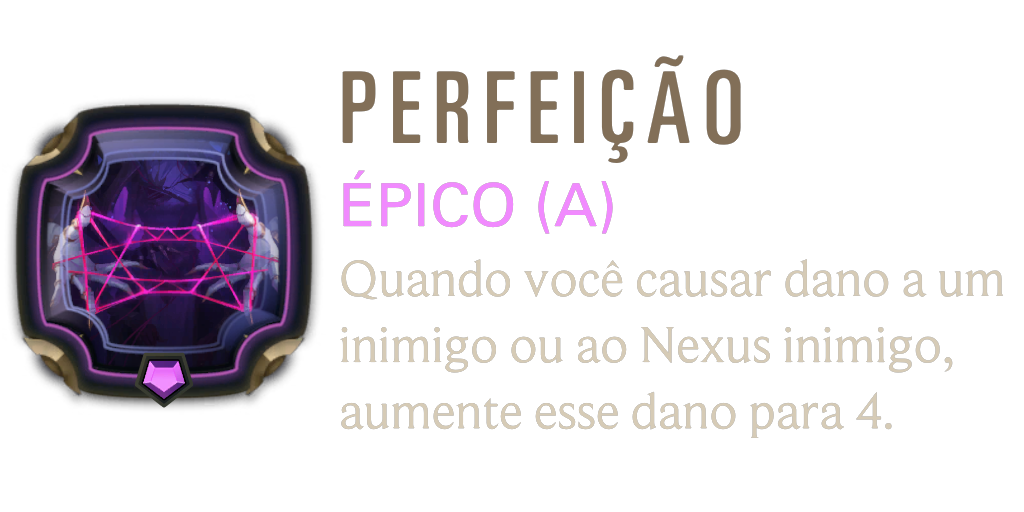 PERFEIÇÃO
ÉPICO (A)
Quando você causar dano a um
inimigo ou ao Nexus inimigo,
aumente esse dano para 4.